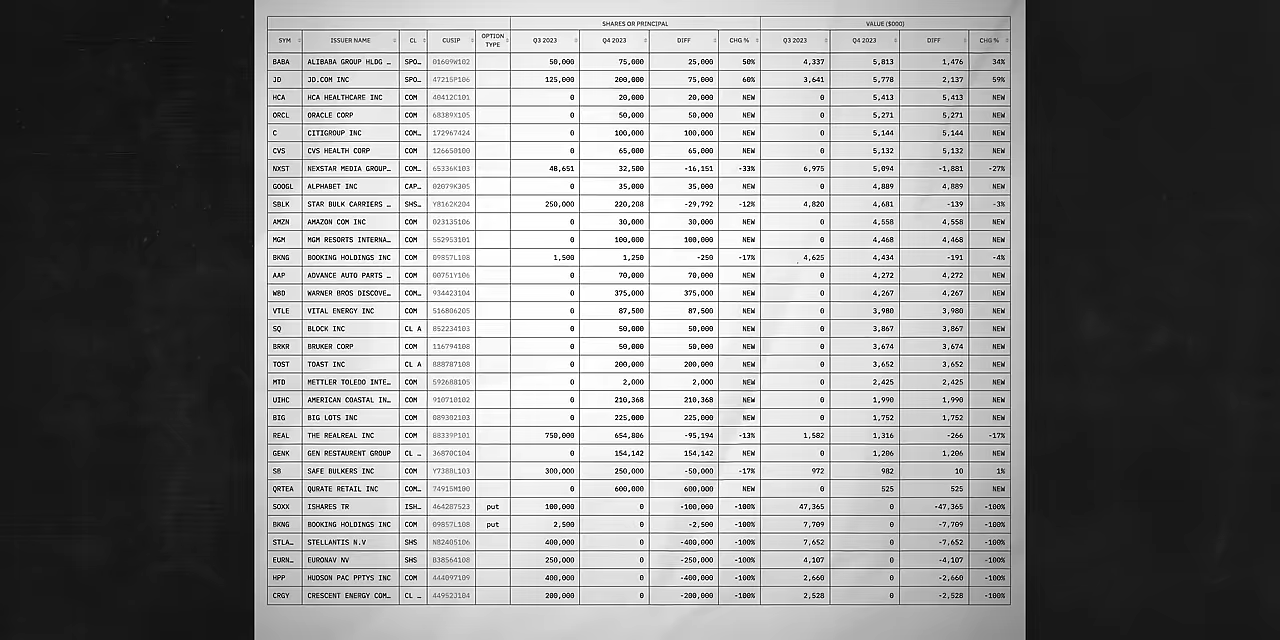 SHARES OR PRINCIPAL VALUE ($000)
SYM ISSUER NAME CL CUSIP OPTION TYPE Q3 2023 Q4 2023 DIFF CHG % Q3 2023 Q4 2023 DIFF CHG %
BABA ALIBABA GROUP HLDG … SPO… 01609W102 50,000 75,000 25,000 50% 4,337 5,813 1,476 34%
JD JD.COM INC SPO… 47215P106 125,000 200,000 75,000 60% 3,641 5,778 2,137 59%
HCA HCA HEALTHCARE INC COM 40412C101 0 20,000 20,000 NEW 0 5,413 5,413 NEW
ORCL ORACLE CORP COM 68389X105 0 50,000 50,000 NEW 0 5,271 5,271 NEW
C CITIGROUP INC COM… 172967424 0 100,000 100,000 NEW 0 5,144 5,144 NEW
CVS CVS HEALTH CORP COM 126650100 0 65,000 65,000 NEW 0 5,132 5,132 NEW
NXST NEXSTAR MEDIA GROUP… COM… 65336K103 48,651 32,500 -16,151 -33% 6,975 5,094 -1,881 -27%
GOOGL ALPHABET INC CAP… 02079K305 0 35,000 35,000 NEW 0 4,889 4,889 NEW
SBLK STAR BULK CARRIERS … SHS… Y8162K204 250,000 220,208 -29,792 -12% 4,820 4,681 -139 -3%
AMZN AMAZON COM INC COM 023135106 0 30,000 30,000 NEW 0 4,558 4,558 NEW
MGM MGM RESORTS INTERNA… COM 552953101 0 100,000 100,000 NEW 0 4,468 4,468 NEW
BKNG BOOKING HOLDINGS INC COM 09857L108 1,500 1,250 -250 -17% 4,625 4,434 -191 -4%
AAP ADVANCE AUTO PARTS … COM 00751Y106 0 70,000 70,000 NEW 0 4,272 4,272 NEW
WBD WARNER BROS DISCOVE… COM… 934423104 0 375,000 375,000 NEW 0 4,267 4,267 NEW
VTLE VITAL ENERGY INC COM 516806205 0 87,500 87,500 NEW 0 3,980 3,980 NEW
SQ BLOCK INC CL A 852234103 0 50,000 50,000 NEW 0 3,867 3,867 NEW
BRKR BRUKER CORP COM 116794108 0 50,000 50,000 NEW 0 3,674 3,674 NEW
TOST TOAST INC CL A 888787108 0 200,000 200,000 NEW 0 3,652 3,652 NEW
MTD METTLER TOLEDO INTE… COM 592688105 0 2,000 2,000 NEW 0 2,425 2,425 NEW
UIHC AMERICAN COASTAL IN… COM 910710102 0 210,368 210,368 NEW 0 1,990 1,990 NEW
BIG BIG LOTS INC COM 089302103 0 225,000 225,000 NEW 0 1,752 1,752 NEW
REAL THE REALREAL INC COM 88339P101 750,000 654,806 -95,194 -13% 1,582 1,316 -266 -17%
GENK GEN RESTAURENT GROUP CL … 36870C104 0 154,142 154,142 NEW 0 1,206 1,206 NEW
SB SAFE BULKERS INC COM Y7388L103 300,000 250,000 -50,000 -17% 972 982 10 1%
QRTEA QURATE RETAIL INC COM… 74915M100 0 600,000 600,000 NEW 0 525 525 NEW
SOXX ISHARES TR ISH… 464287523 put 100,000 0 -100,000 -100% 47,365 0 -47,365 -100%
BKNG BOOKING HOLDINGS INC COM 09857L108 put 2,500 0 -2,500 -100% 7,709 0 -7,709 -100%
STLA… STELLANTIS N.V SHS N82405106 400,000 0 -400,000 -100% 7,652 0 -7,652 -100%
EURN… EURONAV NV SHS B38564108 250,000 0 -250,000 -100% 4,107 0 -4,107 -100%
HPP HUDSON PAC PPTYS INC COM 444097109 400,000 0 -400,000 -100% 2,660 0 -2,660 -100%
CRGY CRESCENT ENERGY COM… CL … 44952J104 200,000 0 -200,000 -100% 2,528 0 -2,528 -100%